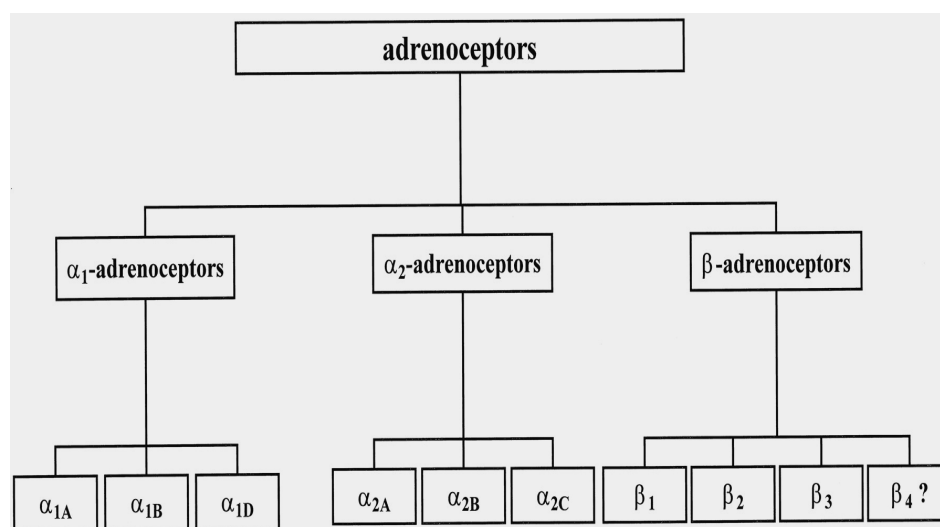 adrenoceptors
α₁-adrenoceptors
α₂-adrenoceptors
β-adrenoceptors
α₁A
α₁B
α₁D
α₂A
α₂B
α₂C
β₁
β₂
β₃
β₄ ?